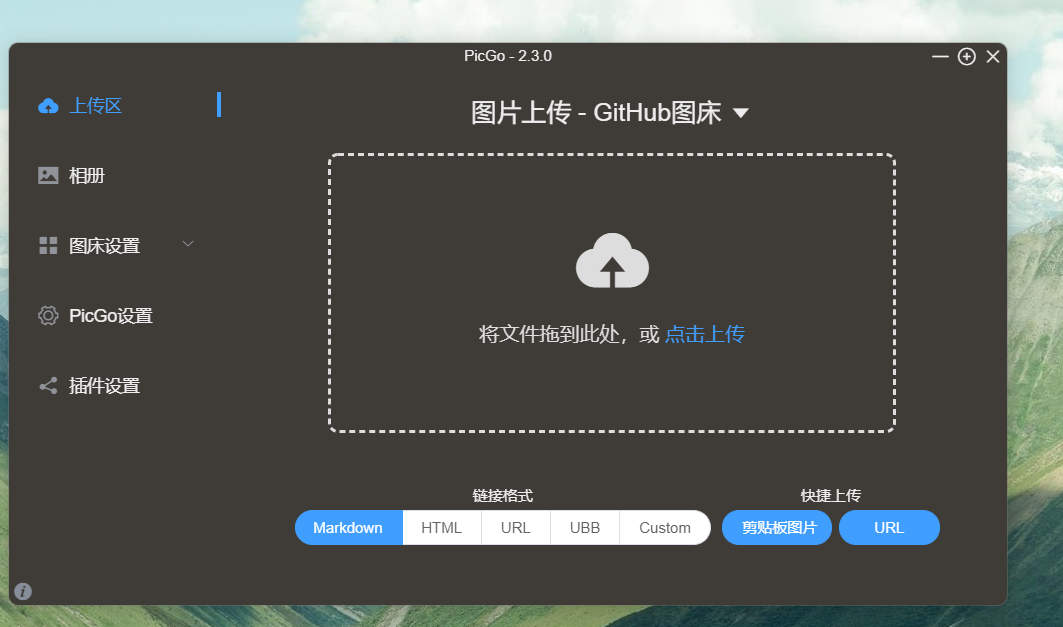 PicGo - 2.3.0
上传区
相册
图床设置
PicGo设置
插件设置
图片上传 - GitHub图床
将文件拖到此处，或 点击上传
链接格式
Markdown HTML URL UBB Custom
快捷上传
剪贴板图片 URL
i